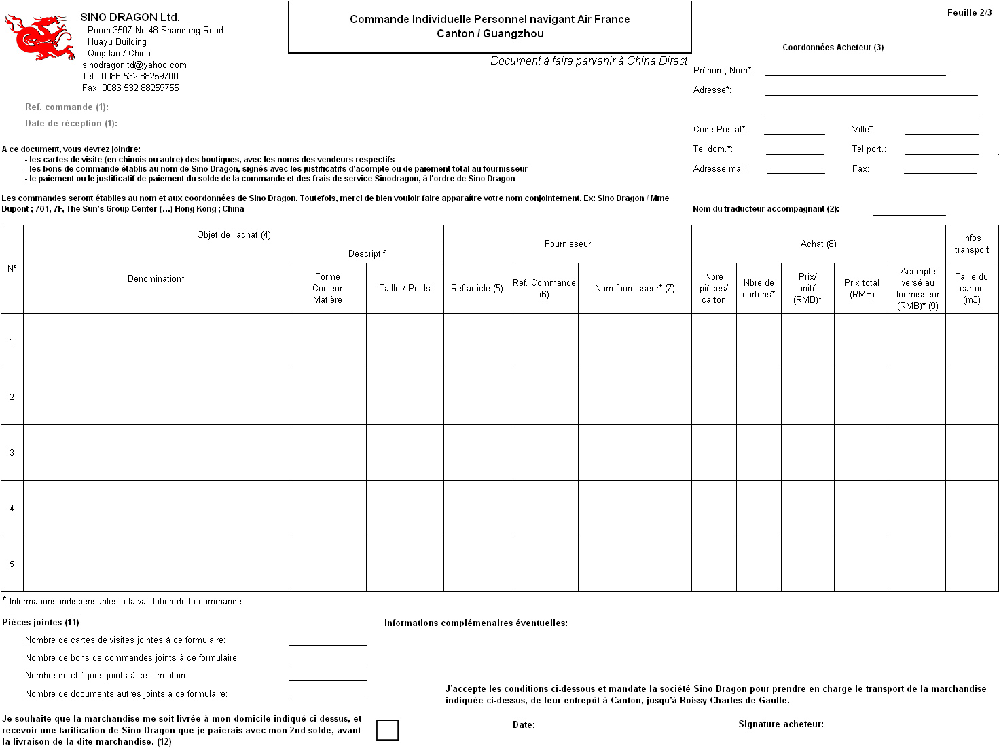 SINO DRAGON Ltd.
Room 3507,No.48 Shandong Road
Huayu Building
Qingdao / China
sinodragonltd@yahoo.com
Tel: 0086 532 88259700
Fax: 0086 532 88259755
Commande Individuelle Personnel navigant Air France
Canton / Guangzhou
Document à faire parvenir à China Direct
Feuille 2/3
Coordonnées Acheteur (3)
Prénom, Nom*:
Adresse*:
Code Postal*: Ville*:
Tel dom.*: Tel port.:
Adresse mail: Fax:
Ref. commande (1):
Date de réception (1):
A ce document, vous devrez joindre:
- les cartes de visite (en chinois ou autre) des boutiques, avec les noms des vendeurs respectifs
- les bons de commande établis au nom de Sino Dragon, signés avec les justificatifs d'acompte ou de paiement total au fournisseur
- le paiement ou le justificatif de paiement du solde de la commande et des frais de service Sinodragon, à l'ordre de Sino Dragon
Les commandes seront établies au nom et aux coordonnées de Sino Dragon. Toutefois, merci de bien vouloir faire apparaître votre nom conjointement. Ex: Sino Dragon / Mme
Dupont ; 701, 7F, The Sun's Group Center (...) Hong Kong ; China
Nom du traducteur accompagnant (2):
N°
Objet de l'achat (4)
Dénomination*
Descriptif
Forme
Couleur
Matière
Taille / Poids
Fournisseur
Ref article (5)
Ref. Commande
(6)
Nom fournisseur* (7)
Achat (8)
Nbre
pièces/
carton
Nbre de
cartons*
Prix/
unité
(RMB)*
Prix total
(RMB)
Acompte
versé au
fournisseur
(RMB)* (9)
Infos
transport
Taille du
carton
(m3)
1
2
3
4
5
* Informations indispensables à la validation de la commande.
Pièces jointes (11)
Nombre de cartes de visites jointes à ce formulaire:
Nombre de bons de commandes joints à ce formulaire:
Nombre de chèques joints à ce formulaire:
Nombre de documents autres joints à ce formulaire:
Informations complémenaires éventuelles:
J'accepte les conditions ci-dessous et mandate la société Sino Dragon pour prendre en charge le transport de la marchandise
indiquée ci-dessus, de leur entrepôt à Canton, jusqu'à Roissy Charles de Gaulle.
Je souhaite que la marchandise me soit livrée à mon domicile indiqué ci-dessus, et
recevoir une tarification de Sino Dragon que je paierais avec mon 2nd solde, avant
la livraison de la dite marchandise. (12)
Date:
Signature acheteur: